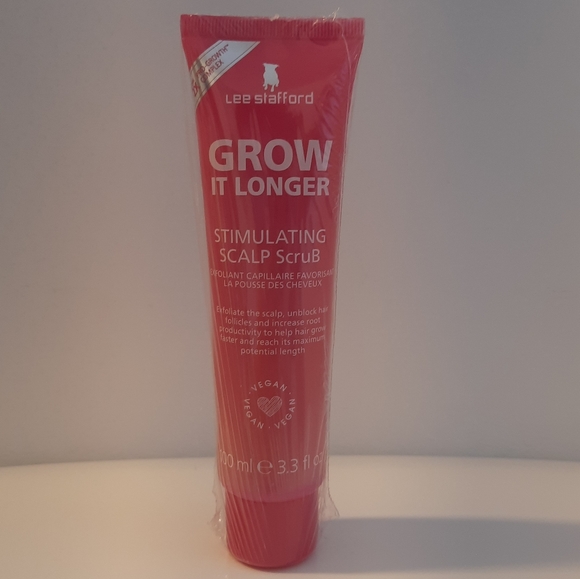 Lee Stafford
GROW
IT LONGER
STIMULATING
SCALP ScruB
EXFOLIANT CAPILLAIRE FAVORISANT
LA POUSSE DES CHEVEUX
Exfoliate the scalp, unblock hair
follicles and increase root
productivity to help hair grow
faster and reach its maximum
potential length
VEGAN · VEGAN · VEGAN ·
100 ml e 3.3 fl oz